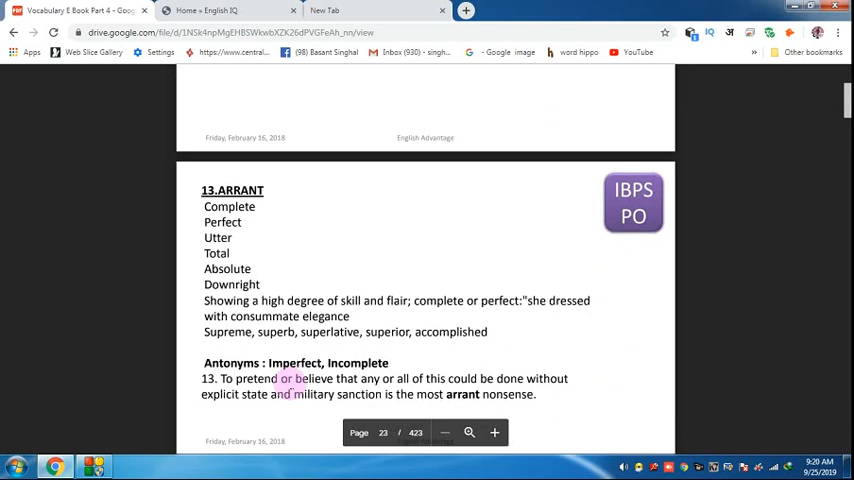 Vocabulary E Book Part 4 - Goog
Home » English IQ
New Tab
drive.google.com/file/d/1NSk4npMgEHBSWkwbXZK26dPVGFeAh_nn/view
Apps
Web Slice Gallery
Settings
https://www.central...
(98) Basant Singhal
Inbox (930) - singh...
- Google image
word hippo
YouTube
Other bookmarks
Friday, February 16, 2018
English Advantage
13.ARRANT
IBPS
PO
Complete
Perfect
Utter
Total
Absolute
Downright
Showing a high degree of skill and flair; complete or perfect:"she dressed
with consummate elegance
Supreme, superb, superlative, superior, accomplished
Antonyms : Imperfect, Incomplete
13. To pretend or believe that any or all of this could be done without
explicit state and military sanction is the most arrant nonsense.
Page 23 / 423
Friday, February 16, 2018
9:20 AM
9/25/2019